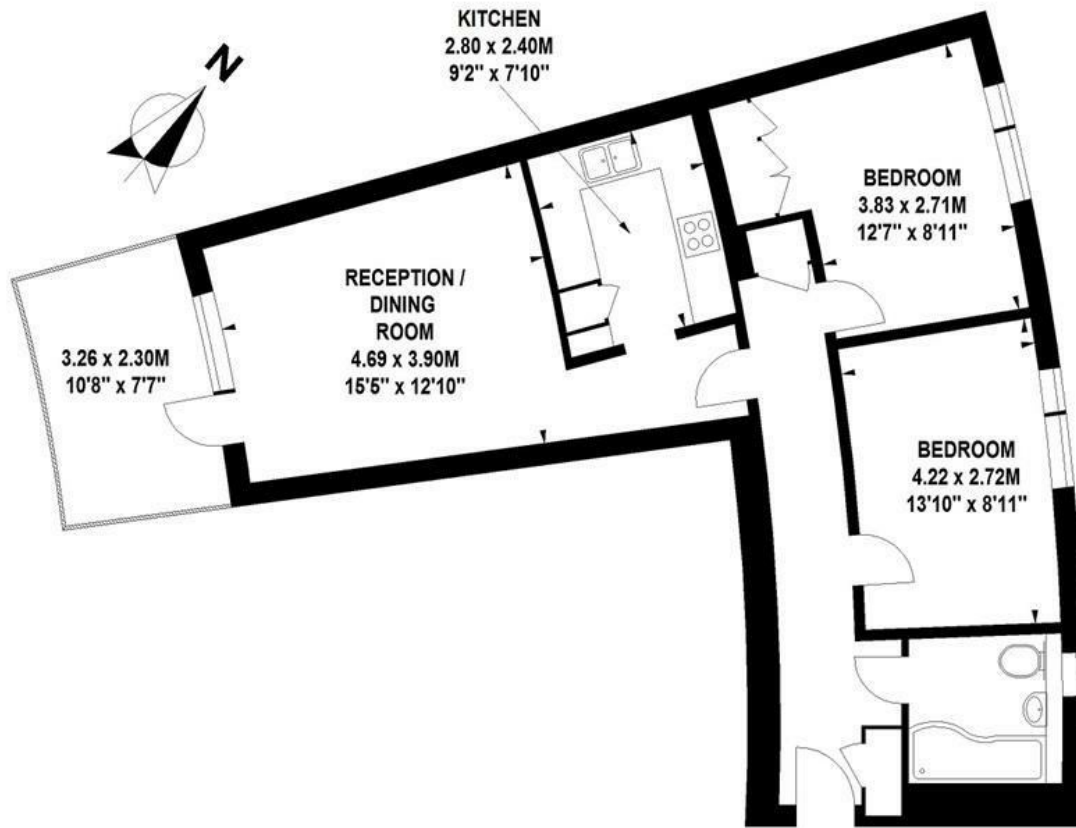 KITCHEN
2.80 x 2.40M
9'2" x 7'10"
N
BEDROOM
3.83 x 2.71M
12'7" x 8'11"
RECEPTION /
DINING
ROOM
4.69 x 3.90M
15'5" x 12'10"
3.26 x 2.30M
10'8" x 7'7"
BEDROOM
4.22 x 2.72M
13'10" x 8'11"